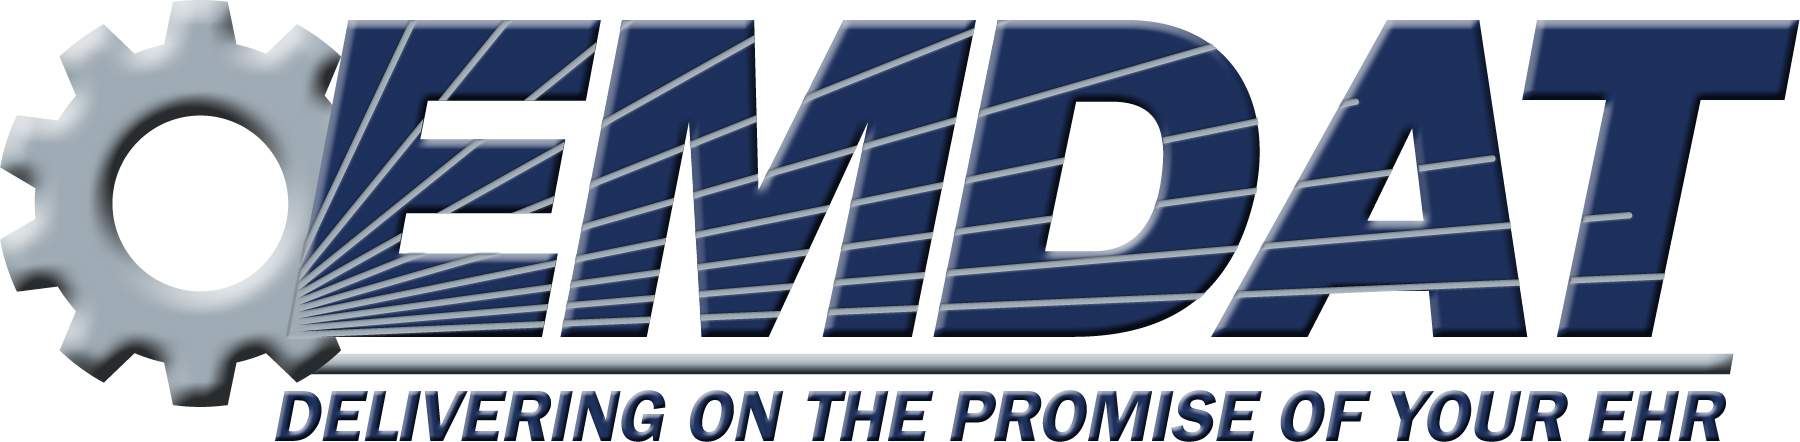 EMDAT
DELIVERING ON THE PROMISE OF YOUR EHR